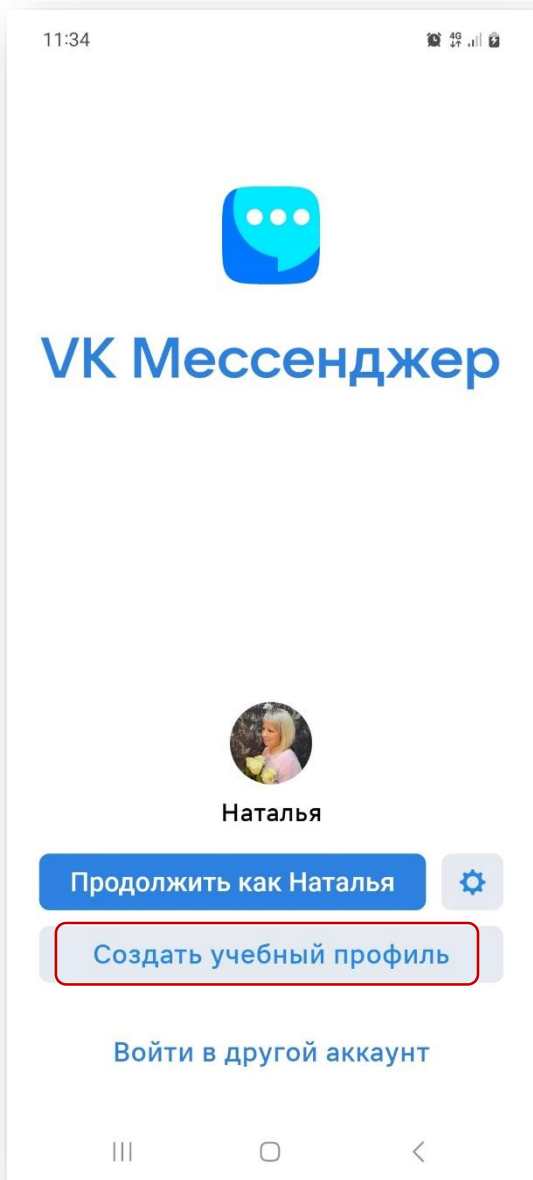 11:34
4G
VK Мессенджер
Наталья
Продолжить как Наталья
Создать учебный профиль
Войти в другой аккаунт